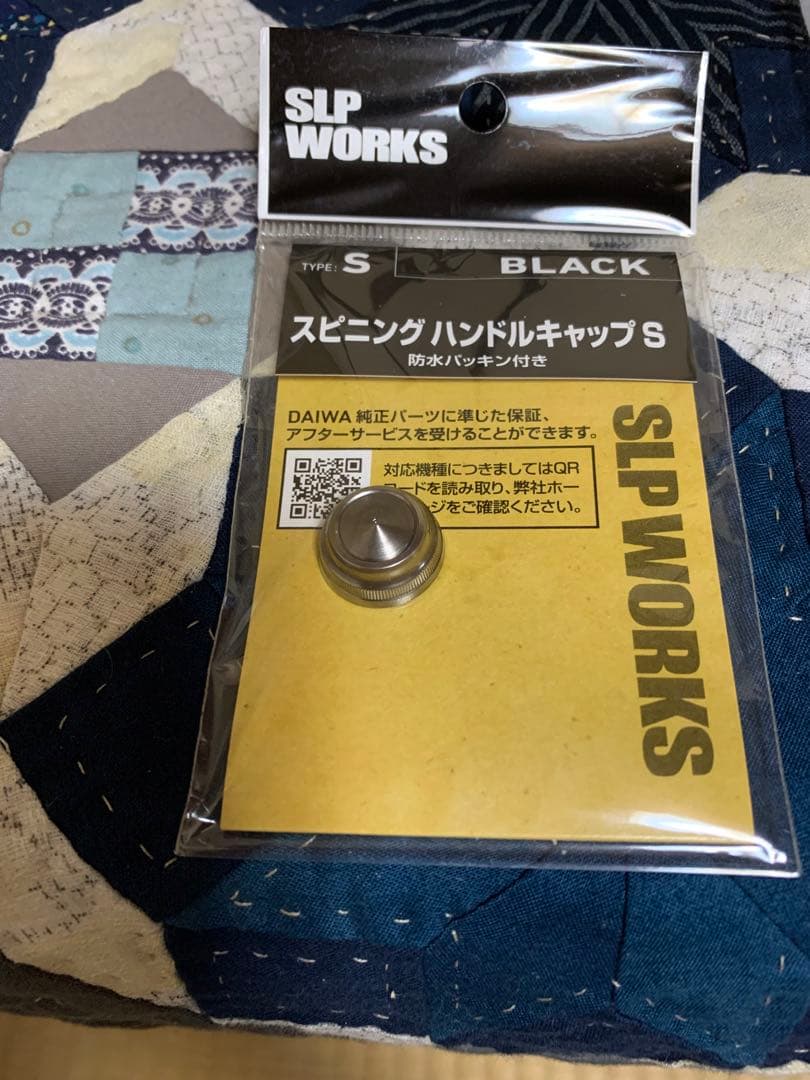 SLP
WORKS
TYPE: S
BLACK
スピニング ハンドルキャップ S
防水パッキン付き
DAIWA 純正パーツに準じた保証、
アフターサービスを受けることができます。
対応機種につきましてはQR
ードを読み取り、弊社ホー
ジをご確認ください。
SLP WORKS